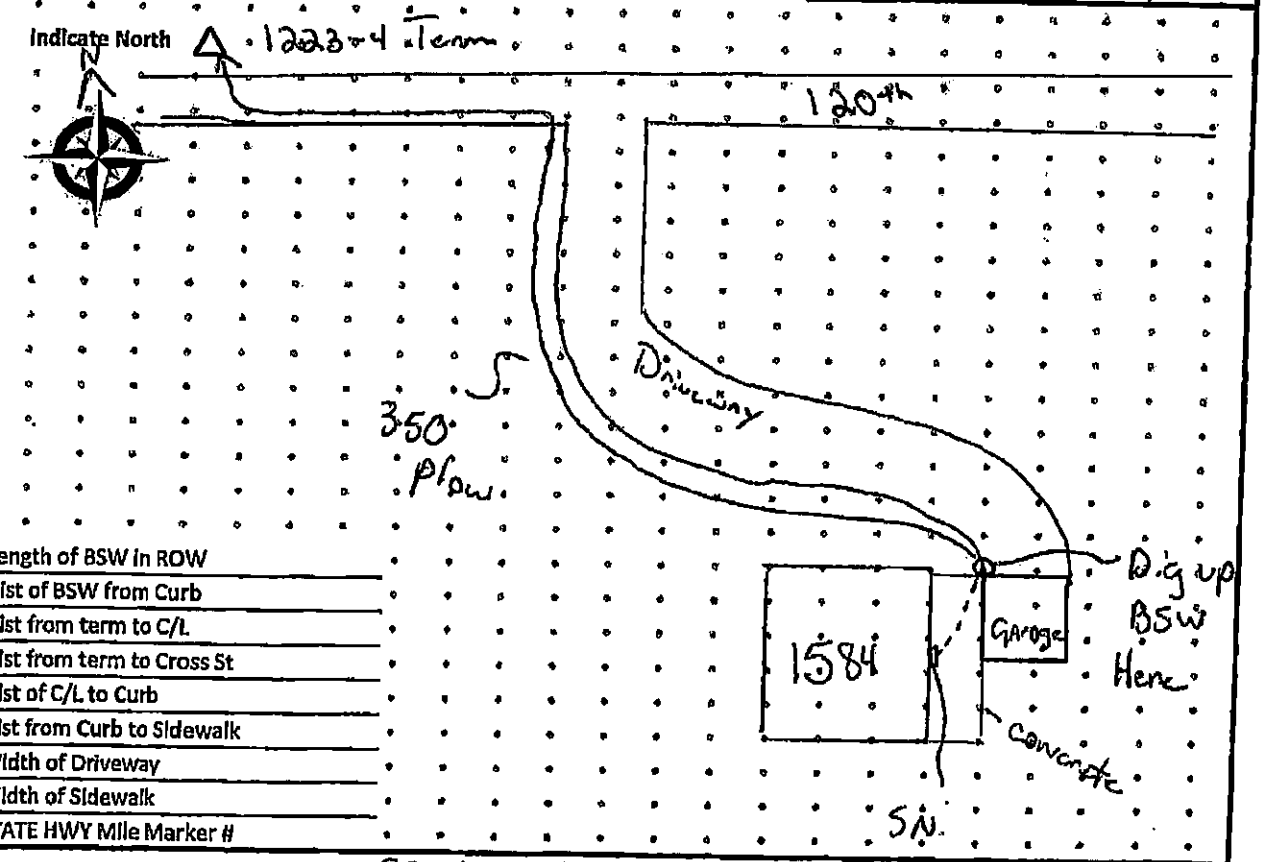 Indicate North
N
1223-4 Term
120th
Driveway
350
Plow
ength of BSW in ROW
ist of BSW from Curb
ist from term to C/L
ist from term to Cross St
ist of C/L to Curb
ist from Curb to Sidewalk
idth of Driveway
idth of Sidewalk
TATE HWY Mile Marker #
1584
Garage
Dig up
BSW
Here
Concrete
SN.